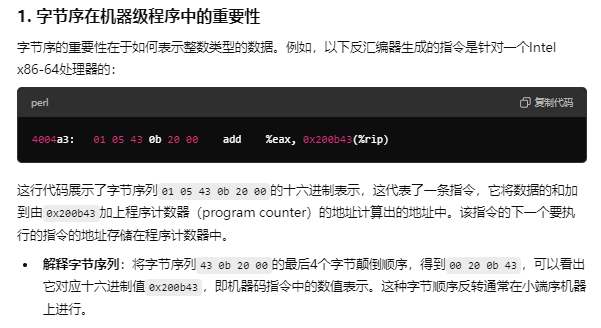 1. 字节序在机器级程序中的重要性
字节序的重要性在于如何表示整数类型的数据。例如，以下反汇编器生成的指令是针对一个Intel
x86-64处理器的：
perl
复制代码
4004a3:   01 05 43 0b 20 00    add    %eax, 0x200b43(%rip)
这行代码展示了字节序列 01 05 43 0b 20 00 的十六进制表示，这代表了一条指令，它将数据的和加
到由 0x200b43 加上程序计数器（program counter）的地址计算出的地址中。该指令的下一个要执
行的指令的地址存储在程序计数器中。
• 解释字节序列：将字节序列 43 0b 20 00 的最后4个字节颠倒顺序，得到 00 20 0b 43 ，可以看出
它对应十六进制值 0x200b43 ，即机器码指令中的数值表示。这种字节顺序反转通常在小端序机器
上进行。